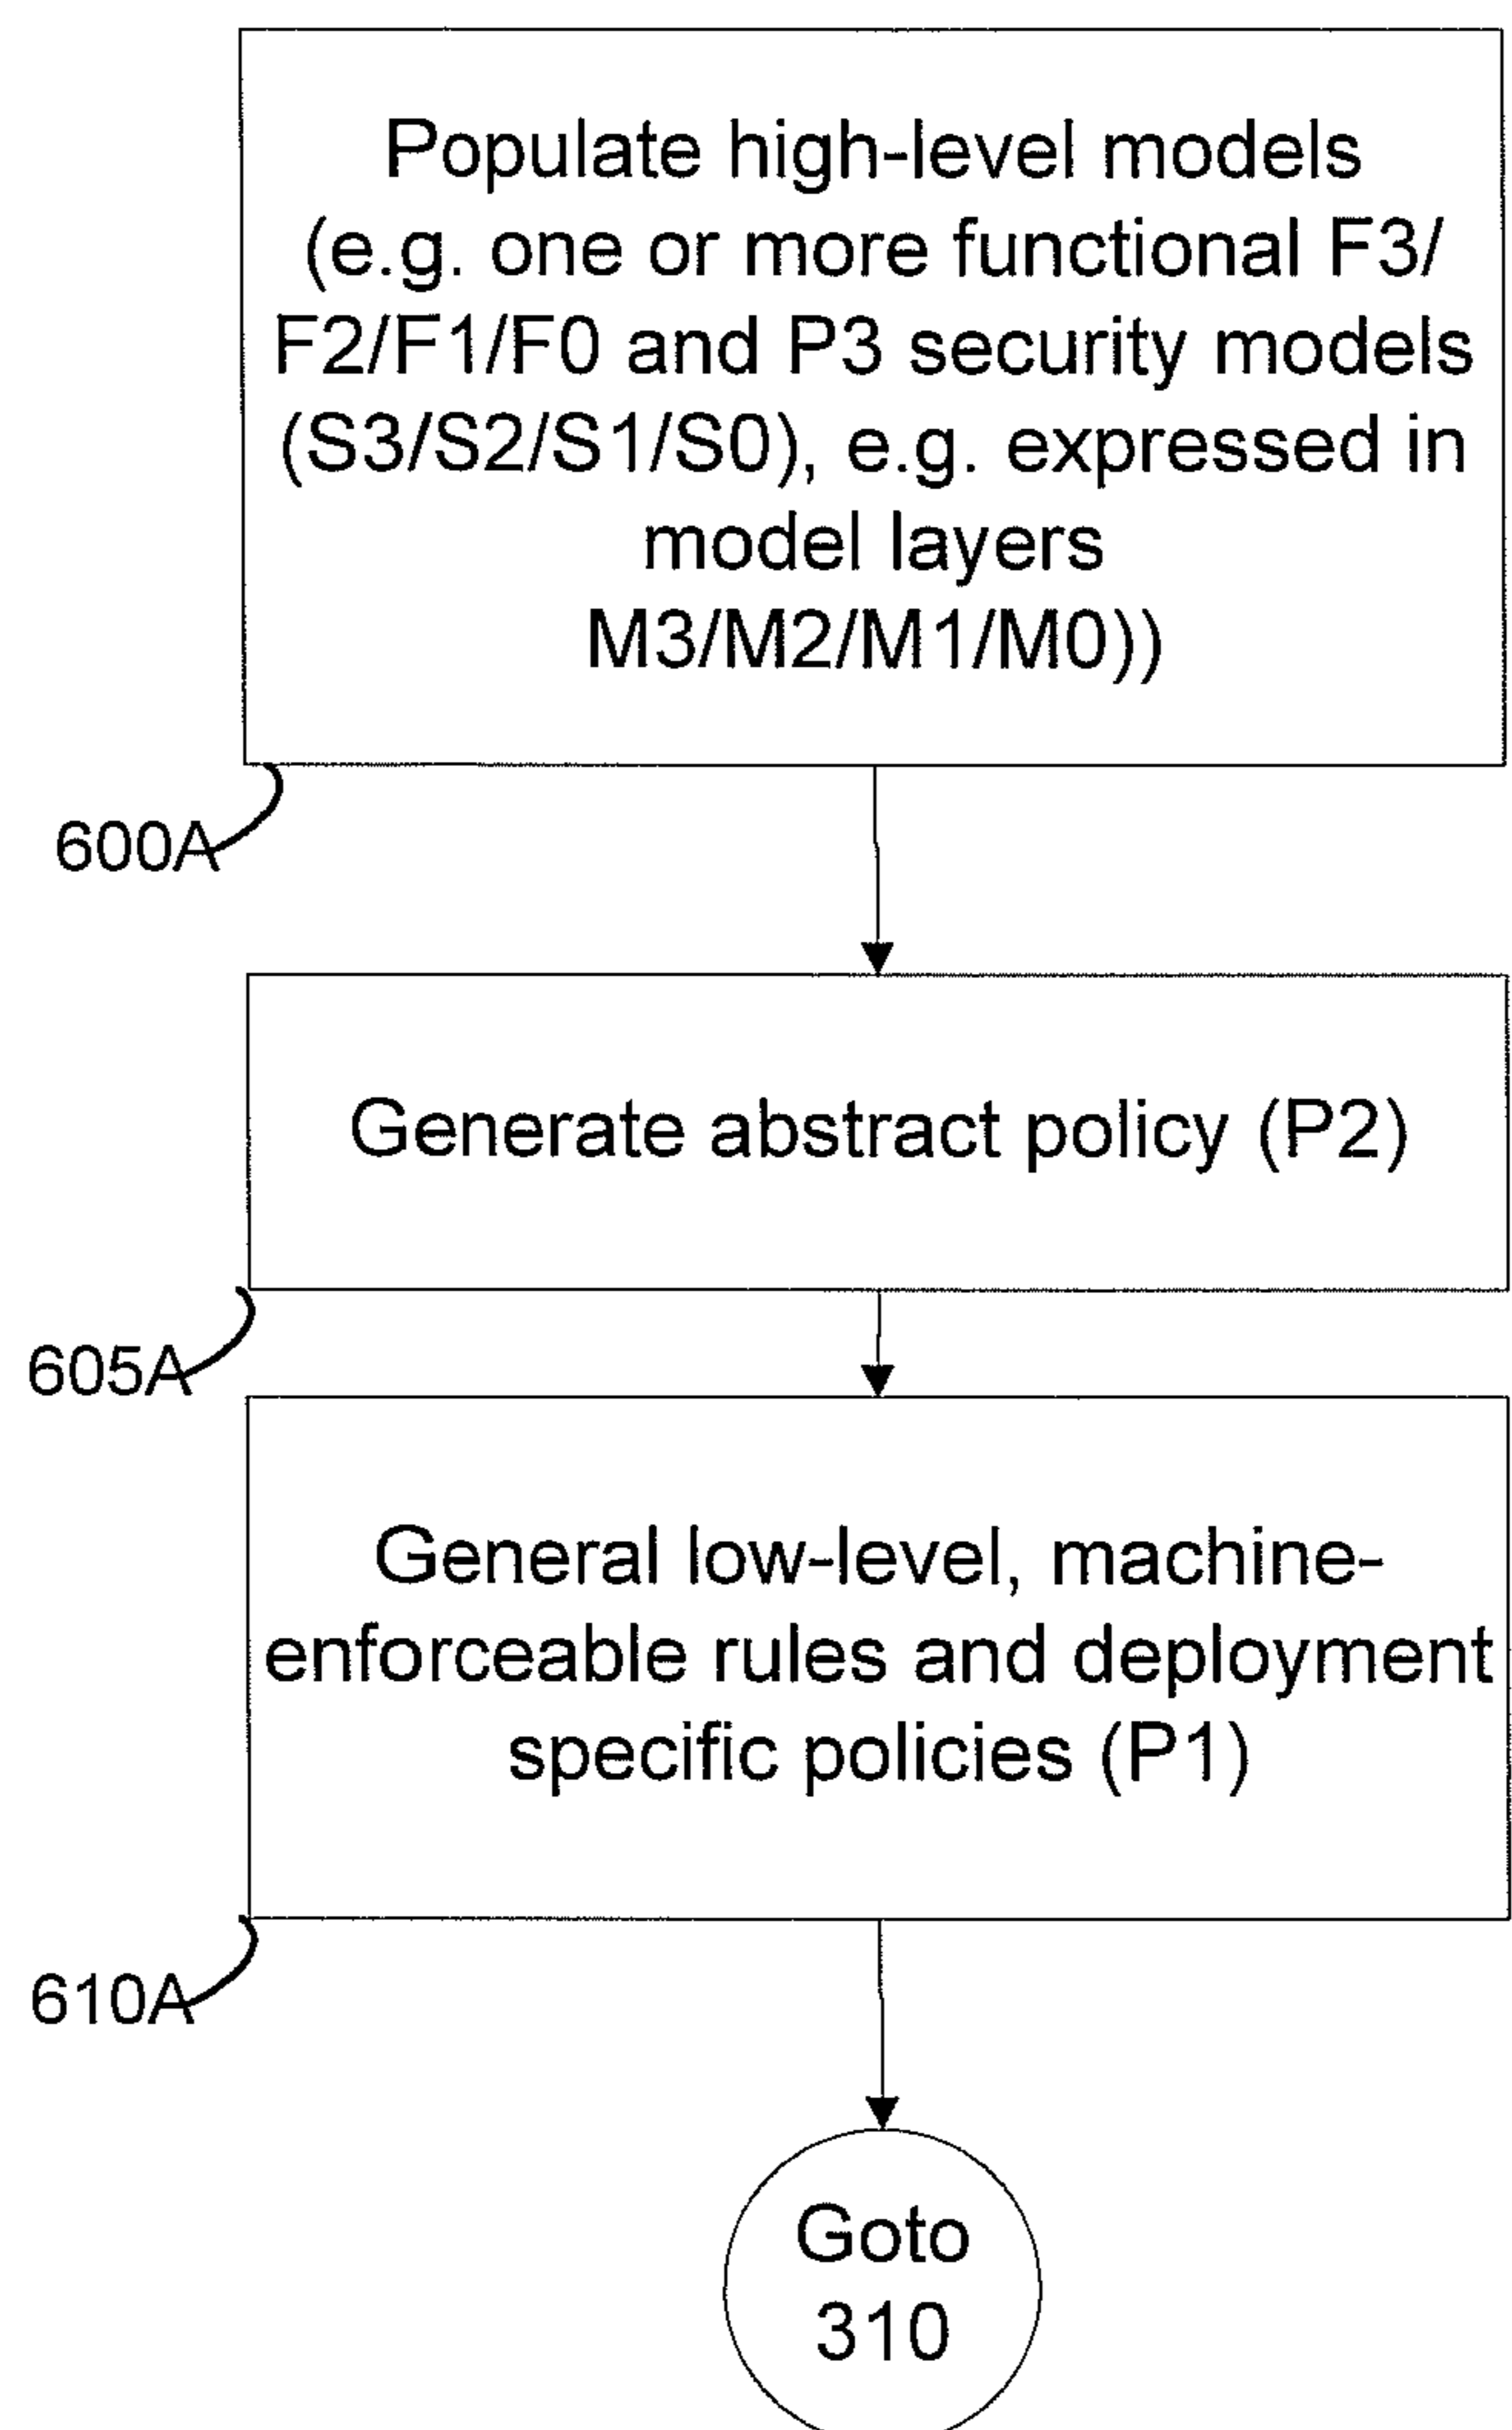 Populate high-level models
(e.g. one or more functional F3/
F2/F1/F0 and P3 security models
(S3/S2/S1/S0), e.g. expressed in
model layers
M3/M2/M1/M0))
600A
Generate abstract policy (P2)
605A
General low-level, machine-
enforceable rules and deployment
specific policies (P1)
610A
Goto
310